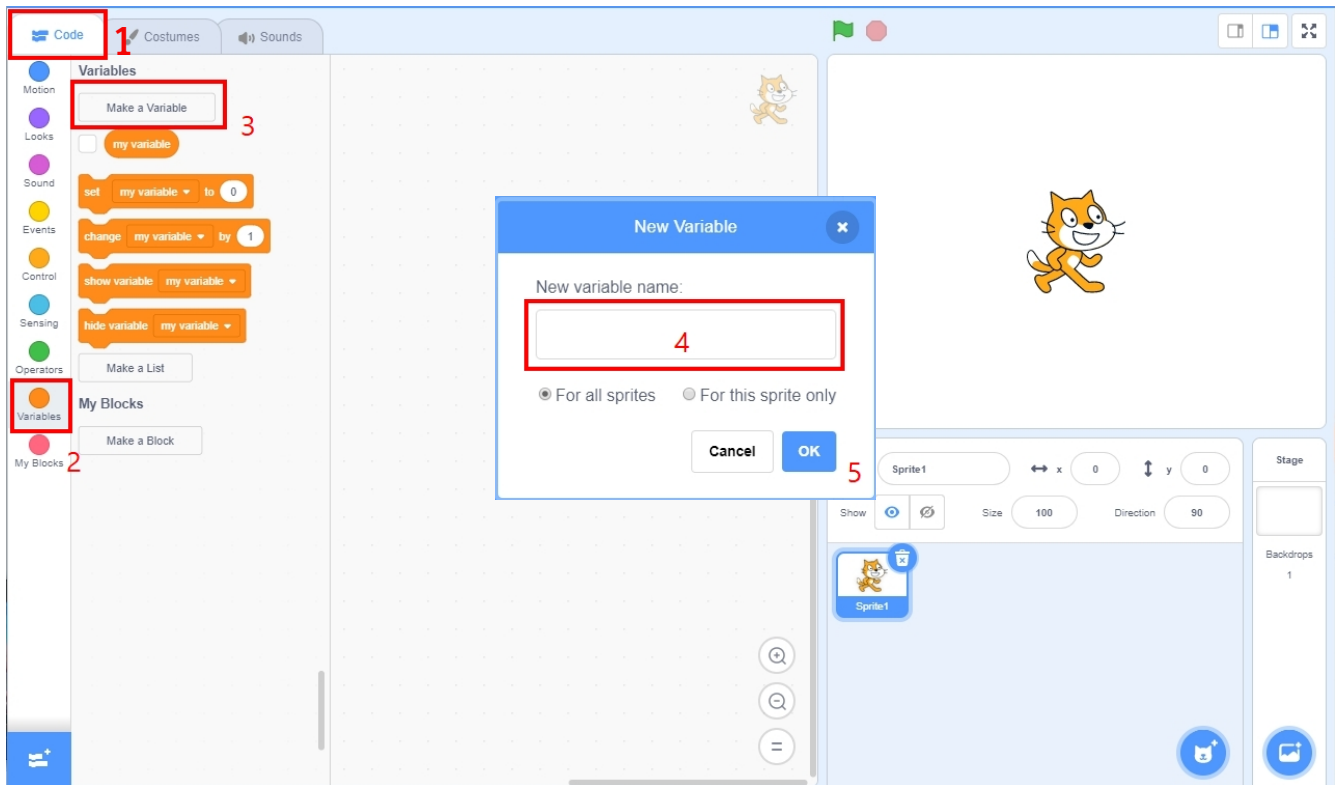 Code
1
Costumes
Sounds
Motion
Looks
Sound
Events
Control
Sensing
Operators
Variables
My Blocks
2
Variables
Make a Variable
3
my variable
set my variable to 0
change my variable by 1
show variable my variable
hide variable my variable
Make a List
My Blocks
Make a Block
New Variable
New variable name:
4
For all sprites
For this sprite only
Cancel
OK
5
Sprite1
x 0
y 0
Show
Size 100
Direction 90
Sprite1
Stage
Backdrops
1